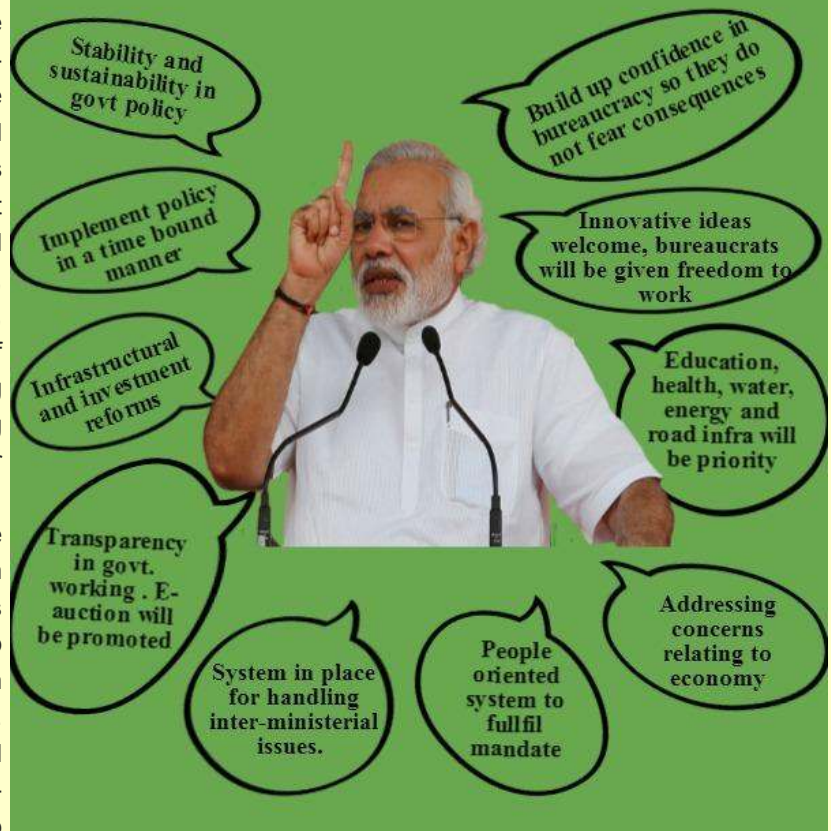 Stability and
sustainability in
govt policy
Build up confidence in
bureaucracy so they do
not fear consequences
Implement policy
in a time bound
manner
Innovative ideas
welcome, bureaucrats
will be given freedom to
work
Infrastructural
and investment
reforms
Education,
health, water,
energy and
road infra will
be priority
Transparency
in govt.
working . E-
auction will
be promoted
Addressing
concerns
relating to
economy
System in place
for handling
inter-ministerial
issues.
People
oriented
system to
fullfil
mandate